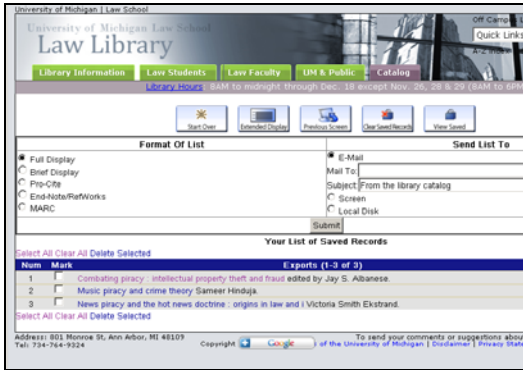 University of Michigan | Law School
University of Michigan Law School
Off Campus
Law Library
Quick Links
A-Z Index
Library Information Law Students Law Faculty UM & Public Catalog
Library Hours: 8AM to midnight through Dec. 18 except Nov. 26, 28 & 29 (8AM to 6PM
Start Over Extended Display Previous Screen Clear Saved Records View Saved
Format Of List Send List To
Full Display
Brief Display
Pro-Cite
End-Note/RefWorks
MARC
E-Mail
Mail To:
Subject: From the library catalog
Screen
Local Disk
Submit
Your List of Saved Records
Select All Clear All Delete Selected
Num Mark Exports (1-3 of 3)
1 Combating piracy : intellectual property theft and fraud edited by Jay S. Albanese.
2 Music piracy and crime theory Sameer Hinduja.
3 News piracy and the hot news doctrine : origins in law and i Victoria Smith Ekstrand.
Select All Clear All Delete Selected
Address: 801 Monroe St, Ann Arbor, MI 48109 To send your comments or suggestions about
Tel: 734-764-9324 Copyright Google of the University of Michigan | Disclaimer | Privacy State